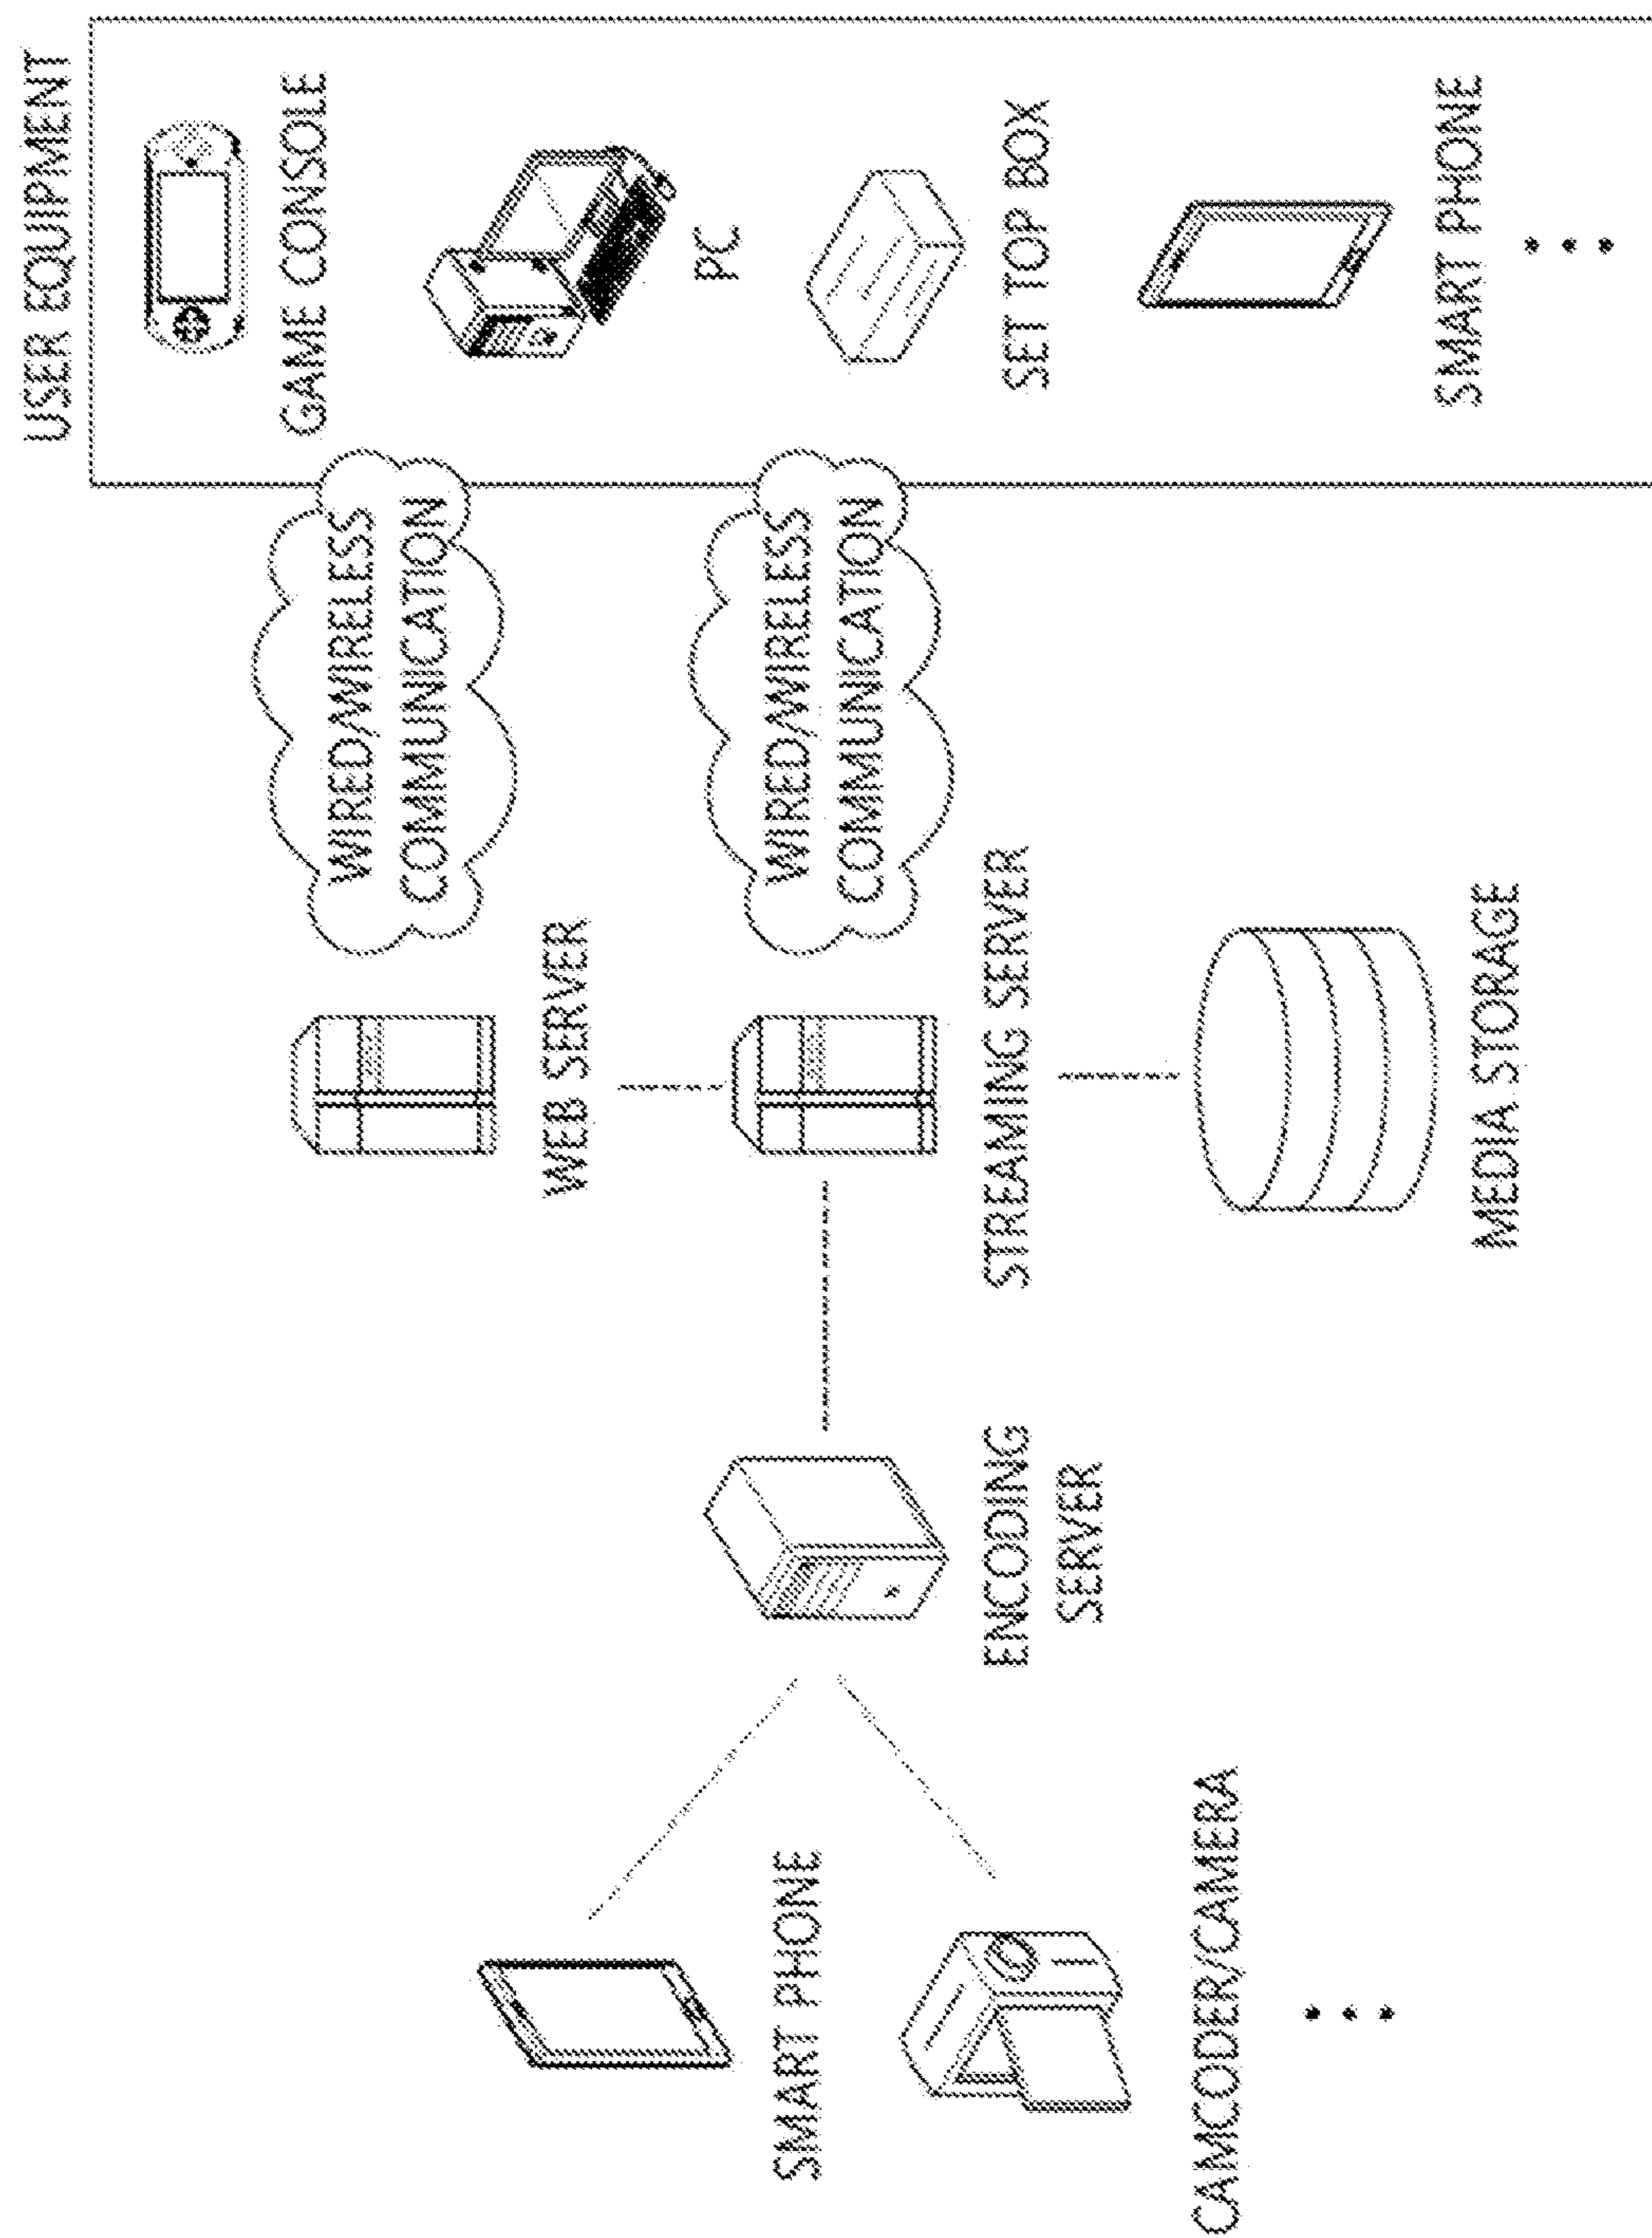 USER EQUIPMENT
GAME CONSOLE
PC
SET TOP BOX
SMART PHONE
WIRED/WIRELESS
COMMUNICATION
WIRED/WIRELESS
COMMUNICATION
WEB SERVER
STREAMING SERVER
MEDIA STORAGE
ENCODING
SERVER
SMART PHONE
CAMCODER/CAMERA